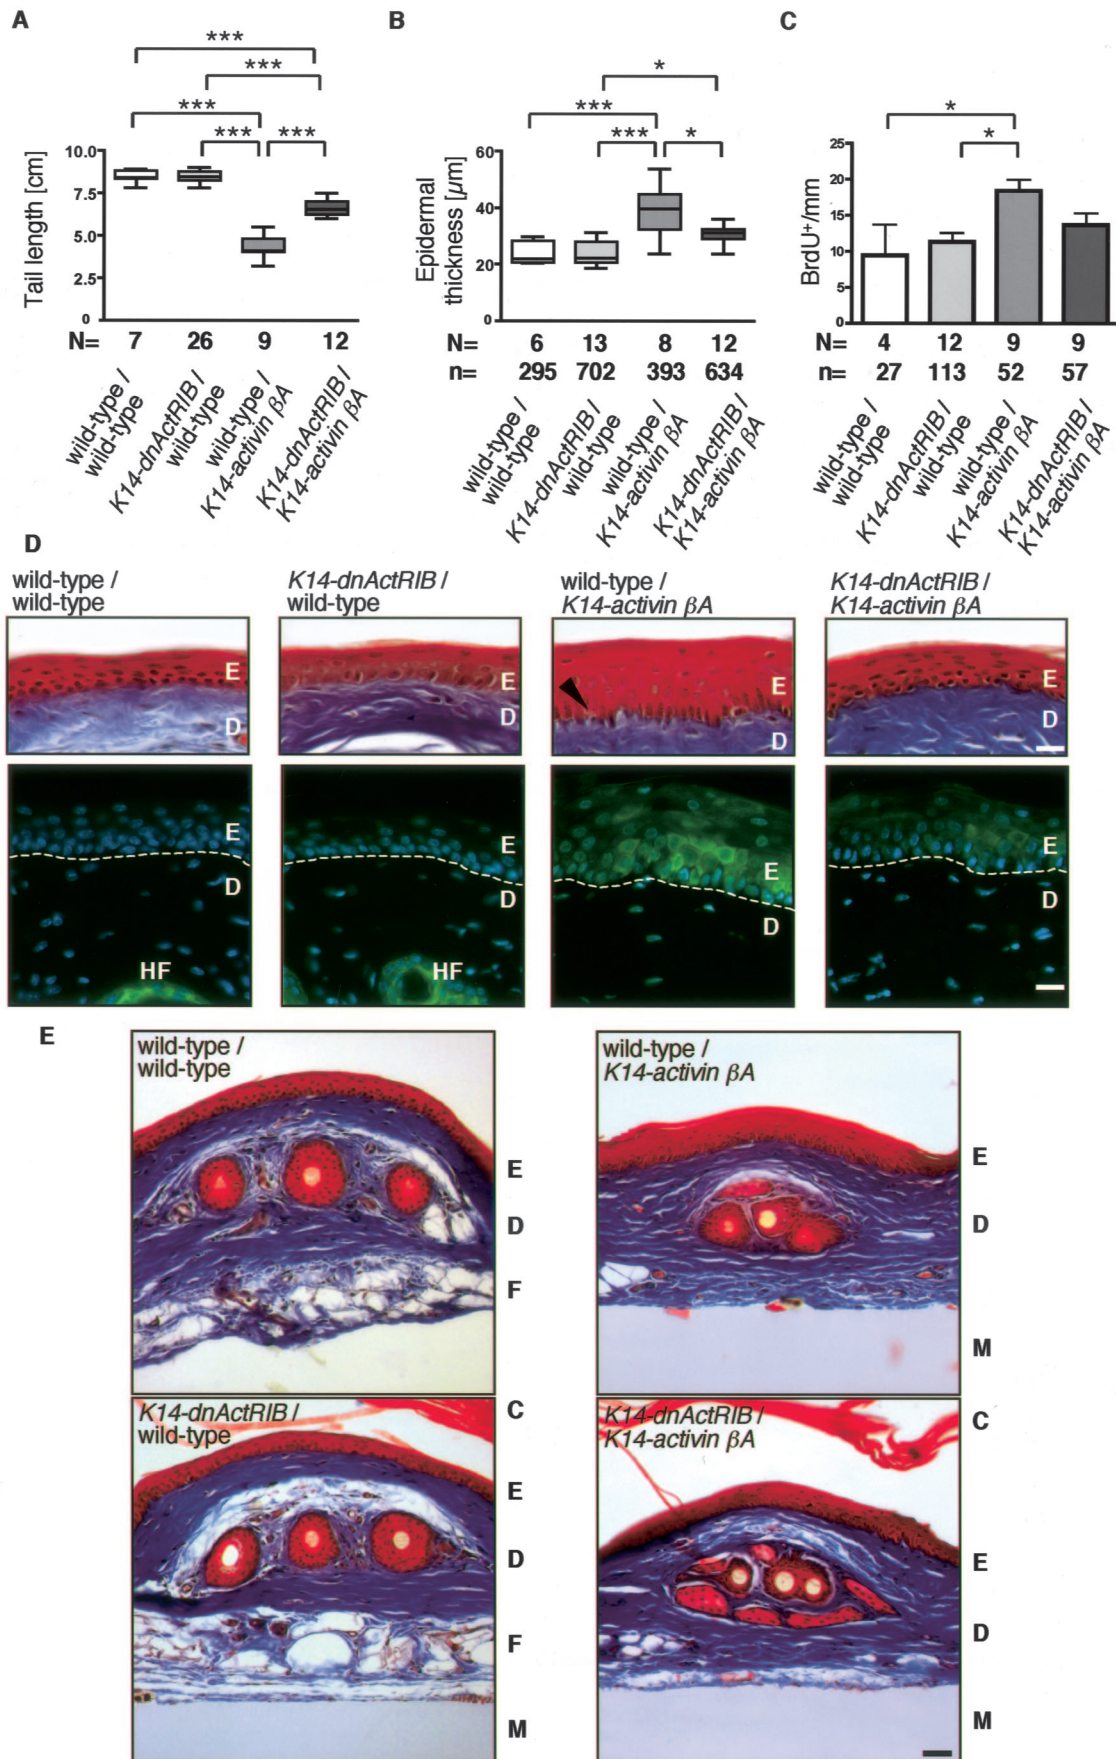 A
B
C
***
***
***
***
***
*
***
***
*
*
*
Tail length [cm]
10.0
7.5
5.0
2.5
0
N= 7 26 9 12
wild-type /
wild-type
K14-dnActRIB /
wild-type
wild-type /
K14-activin βA
K14-dnActRIB /
K14-activin βA
Epidermal
thickness [µm]
60
40
20
0
N= 6 13 8 12
n= 295 702 393 634
wild-type /
wild-type
K14-dnActRIB /
wild-type
wild-type /
K14-activin βA
K14-dnActRIB /
K14-activin βA
BrdU+/mm
25
20
15
10
5
0
N= 4 12 9 9
n= 27 113 52 57
wild-type /
wild-type
K14-dnActRIB /
wild-type
wild-type /
K14-activin βA
K14-dnActRIB /
K14-activin βA
D
wild-type /
wild-type
K14-dnActRIB /
wild-type
wild-type /
K14-activin βA
K14-dnActRIB /
K14-activin βA
E
D
E
D
E
D
E
D
E
D
HF
E
D
HF
E
D
E
D
E
wild-type /
wild-type
E
D
F
wild-type /
K14-activin βA
E
D
M
K14-dnActRIB /
wild-type
C
E
D
F
M
K14-dnActRIB /
K14-activin βA
C
E
D
M